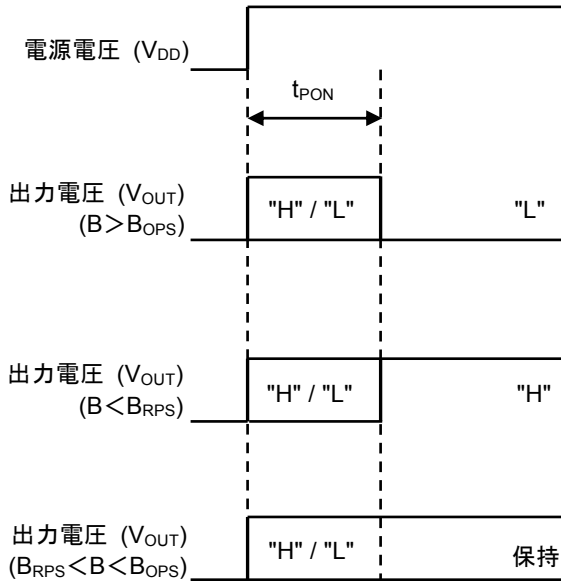 電源電圧 (VDD)
tPON
出力電圧 (VOUT)
(B>BOPS)
"H" / "L"
"L"
出力電圧 (VOUT)
(B<BRPS)
"H" / "L"
"H"
出力電圧 (VOUT)
(BRPS<B<BOPS)
"H" / "L"
保持